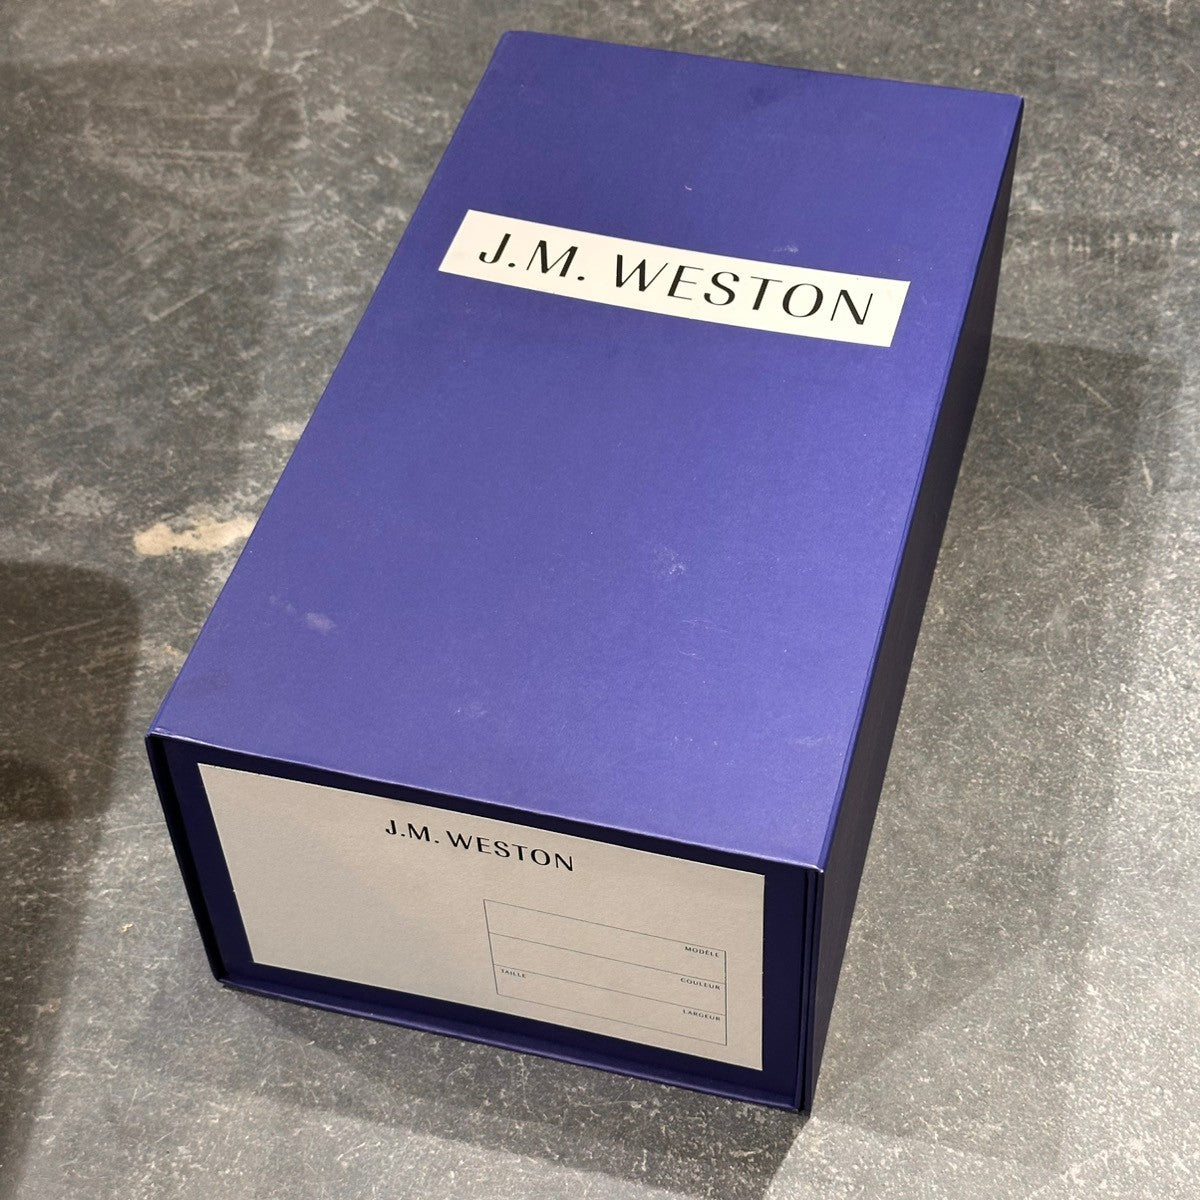 J.M. WESTON
J.M. WESTON
MODÈLE
COULEUR
TAILLE
LARGEUR